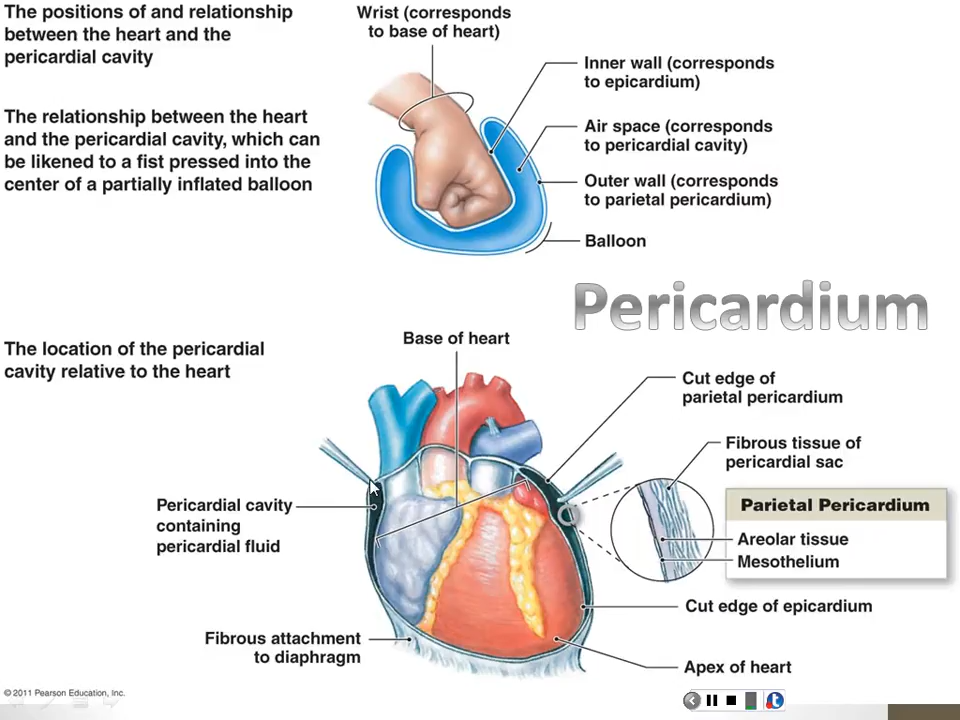 The positions of and relationship
between the heart and the
pericardial cavity
The relationship between the heart
and the pericardial cavity, which can
be likened to a fist pressed into the
center of a partially inflated balloon
Wrist (corresponds
to base of heart)
Inner wall (corresponds
to epicardium)
Air space (corresponds
to pericardial cavity)
Outer wall (corresponds
to parietal pericardium)
Balloon
Pericardium
The location of the pericardial
cavity relative to the heart
Base of heart
Cut edge of
parietal pericardium
Fibrous tissue of
pericardial sac
Parietal Pericardium
Areolar tissue
Mesothelium
Pericardial cavity
containing
pericardial fluid
Cut edge of epicardium
Fibrous attachment
to diaphragm
Apex of heart
© 2011 Pearson Education, Inc.